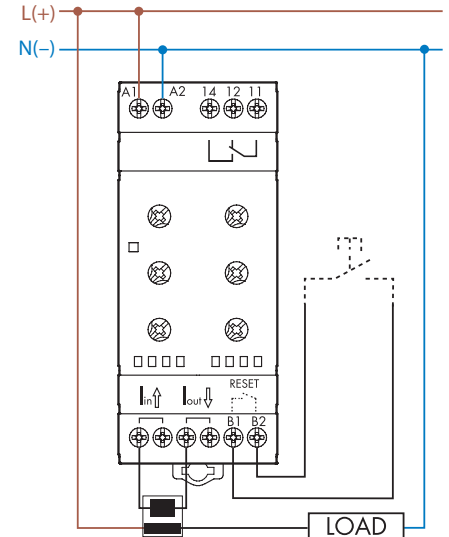 L(+)
N(–)
A1 A2 14 12 11
Iin Iout RESET
B1 B2
LOAD